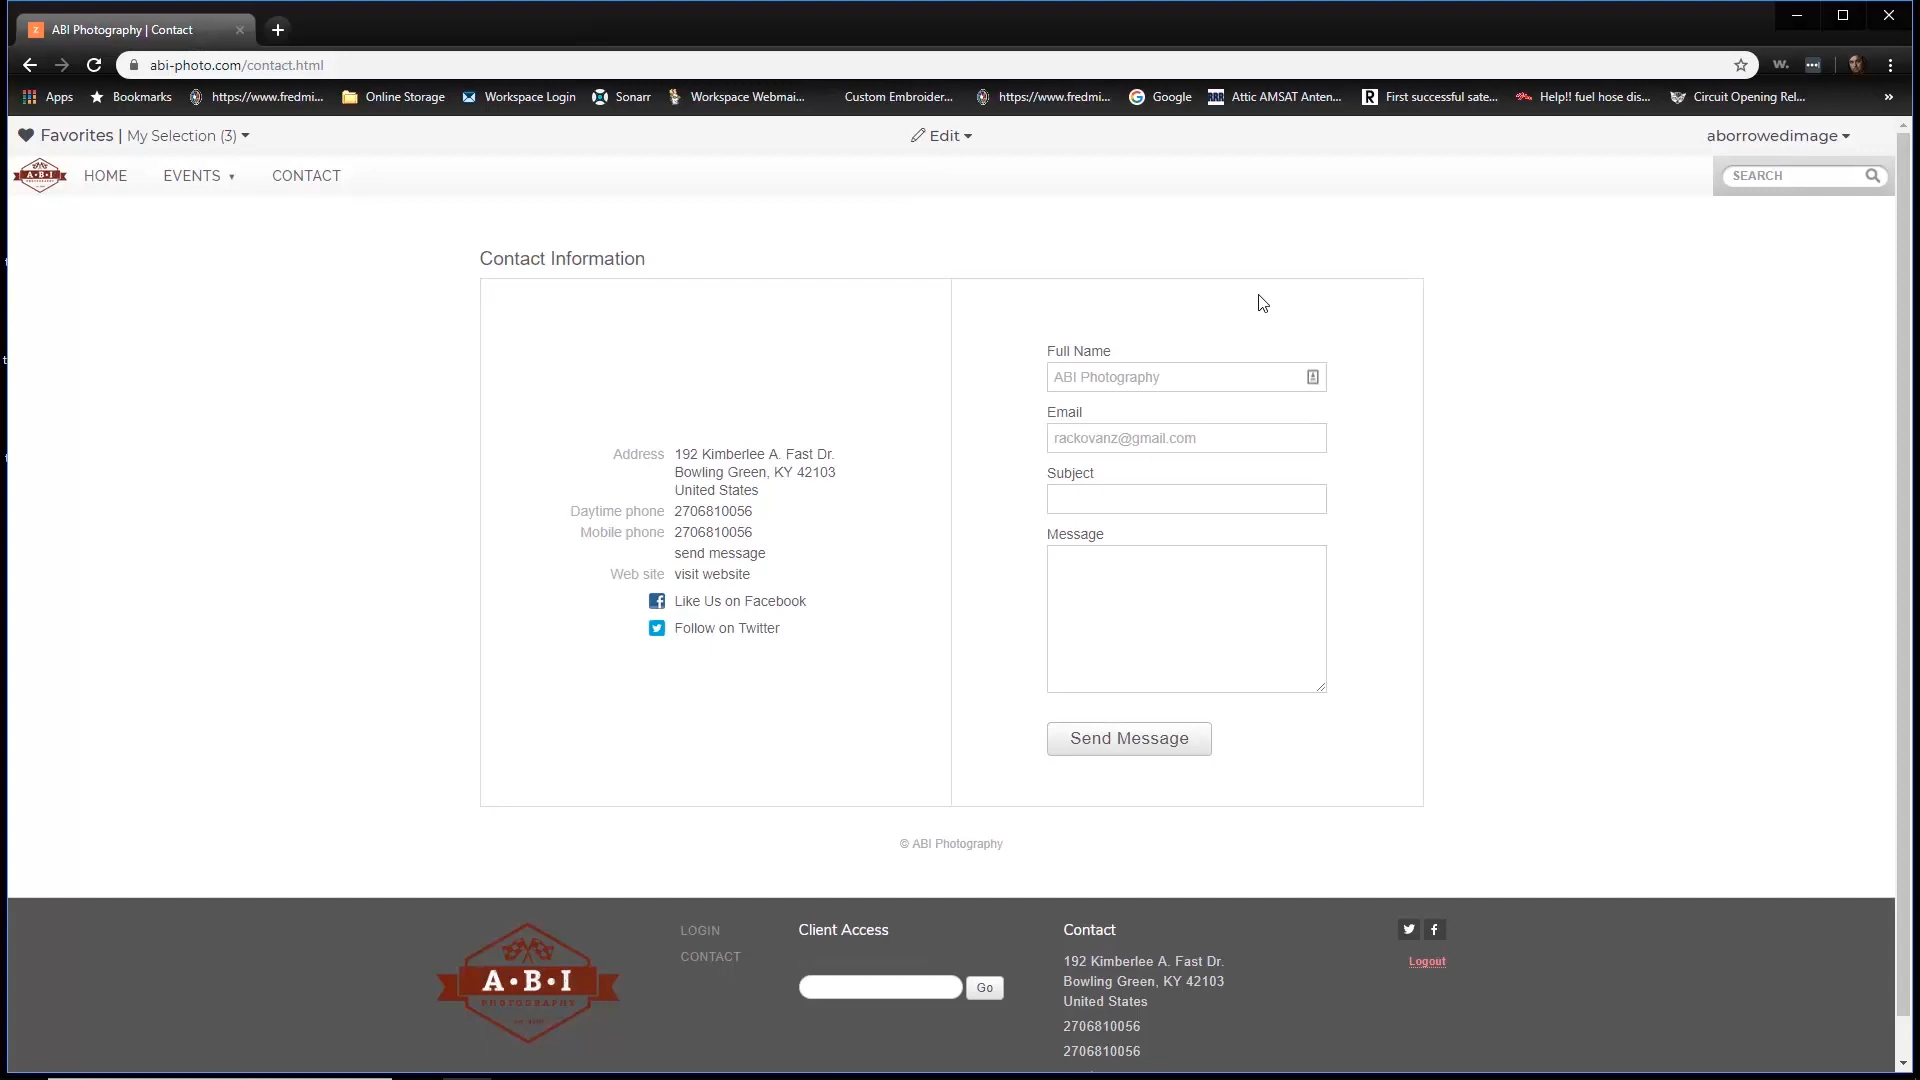 ABI Photography | Contact
abi-photo.com/contact.html
Apps
Bookmarks
https://www.fredmi...
Online Storage
Workspace Login
Sonarr
Workspace Webmai...
Custom Embroider...
https://www.fredmi...
Google
Attic AMSAT Anten...
First successful sate...
Help!! fuel hose dis...
Circuit Opening Rel...
Favorites | My Selection (3)
Edit
aborrowedimage
A·B·I
HOME
EVENTS
CONTACT
SEARCH
Contact Information
Address 192 Kimberlee A. Fast Dr.
Bowling Green, KY 42103
United States
Daytime phone 2706810056
Mobile phone 2706810056
send message
Web site visit website
Like Us on Facebook
Follow on Twitter
Full Name
ABI Photography
Email
rackovanz@gmail.com
Subject
Message
Send Message
© ABI Photography
A·B·I
PHOTOGRAPHY
LOGIN
CONTACT
Client Access
Go
Contact
192 Kimberlee A. Fast Dr.
Bowling Green, KY 42103
United States
2706810056
2706810056
Logout